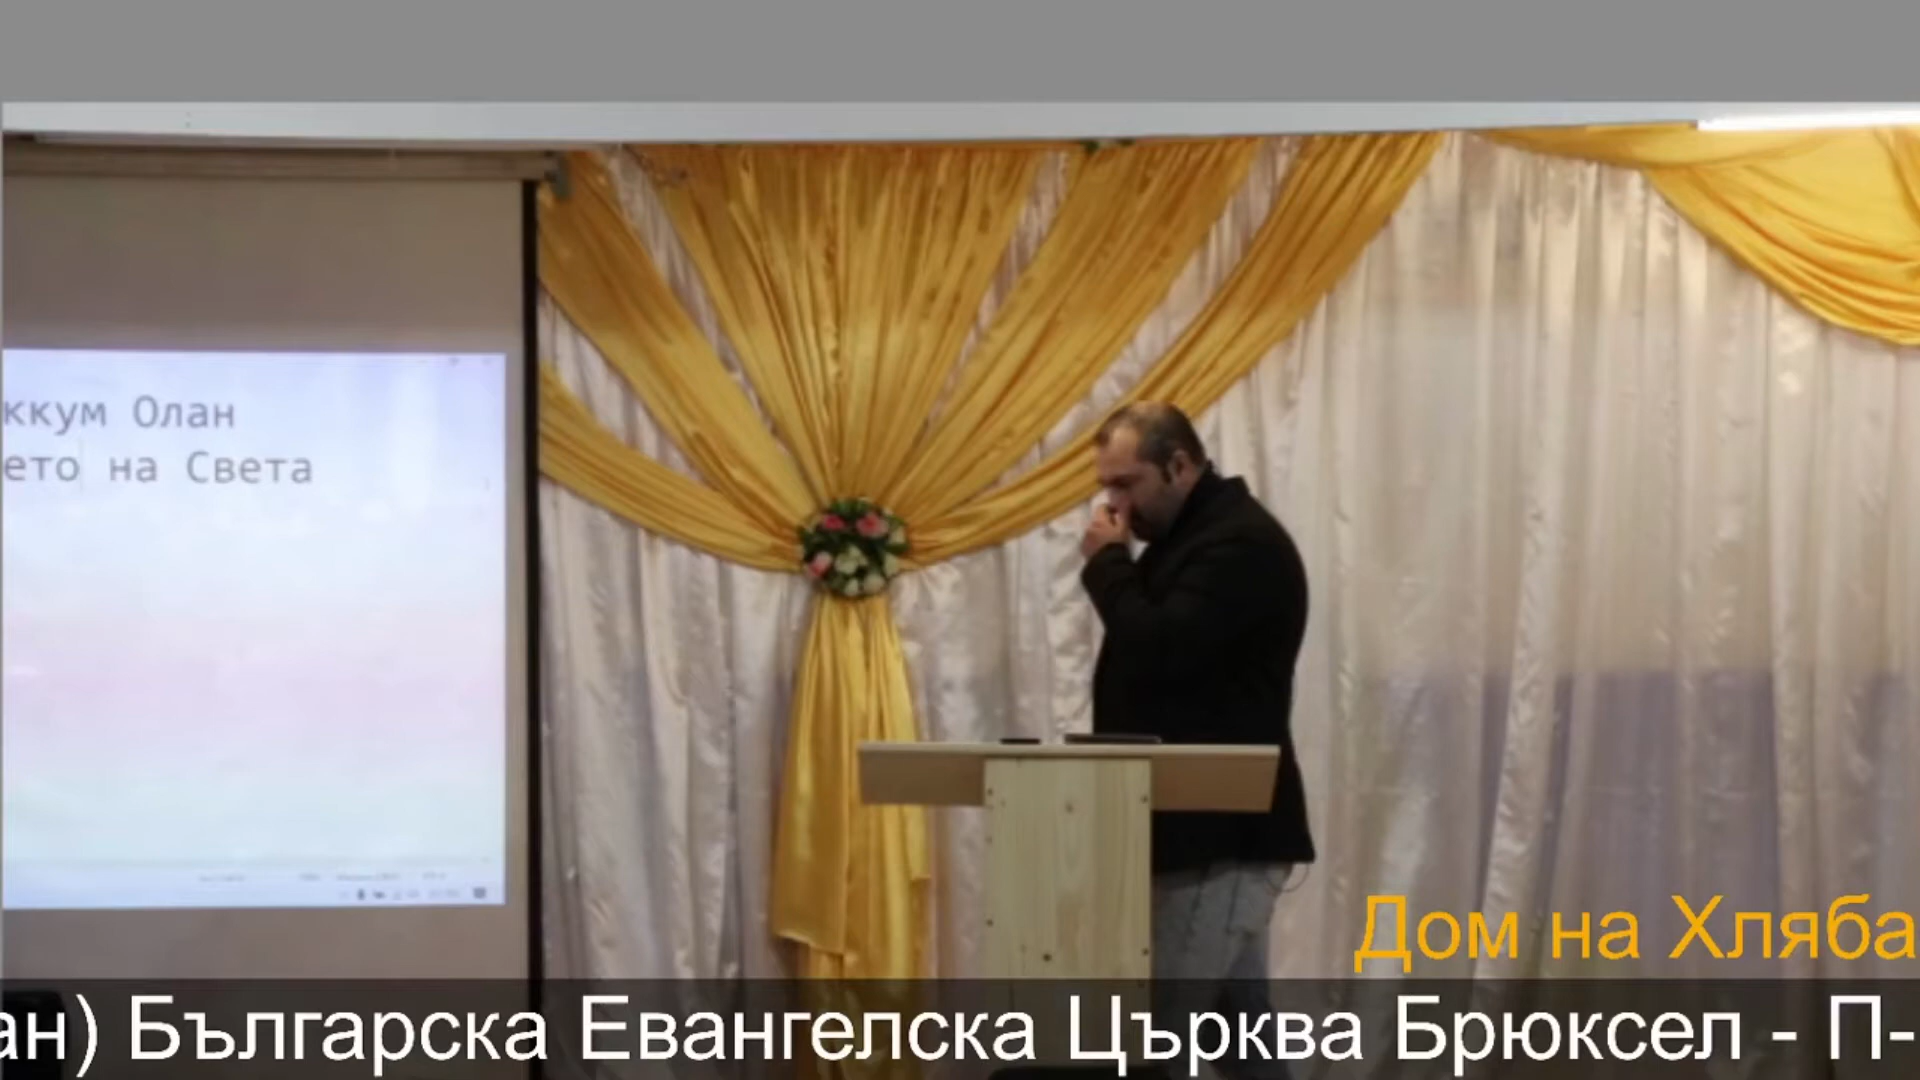 ккум Олан
ето на Света
Дом на Хляба
ан) Българска Евангелска Църква Брюксел - П-